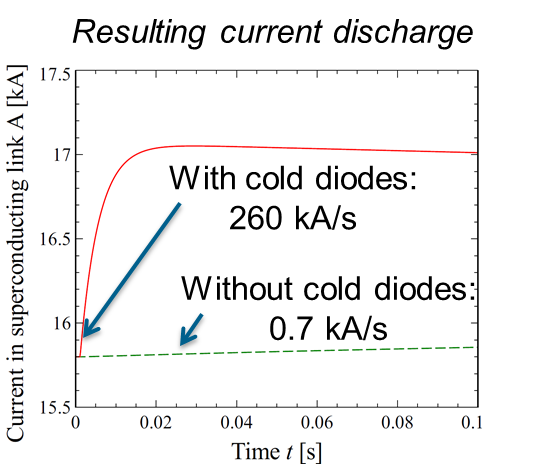 Resulting current discharge
Current in superconducting link A [kA]
17.5
17
16.5
16
15.5
With cold diodes:
260 kA/s
Without cold diodes:
0.7 kA/s
0
0.02
0.04
0.06
0.08
0.1
Time t [s]